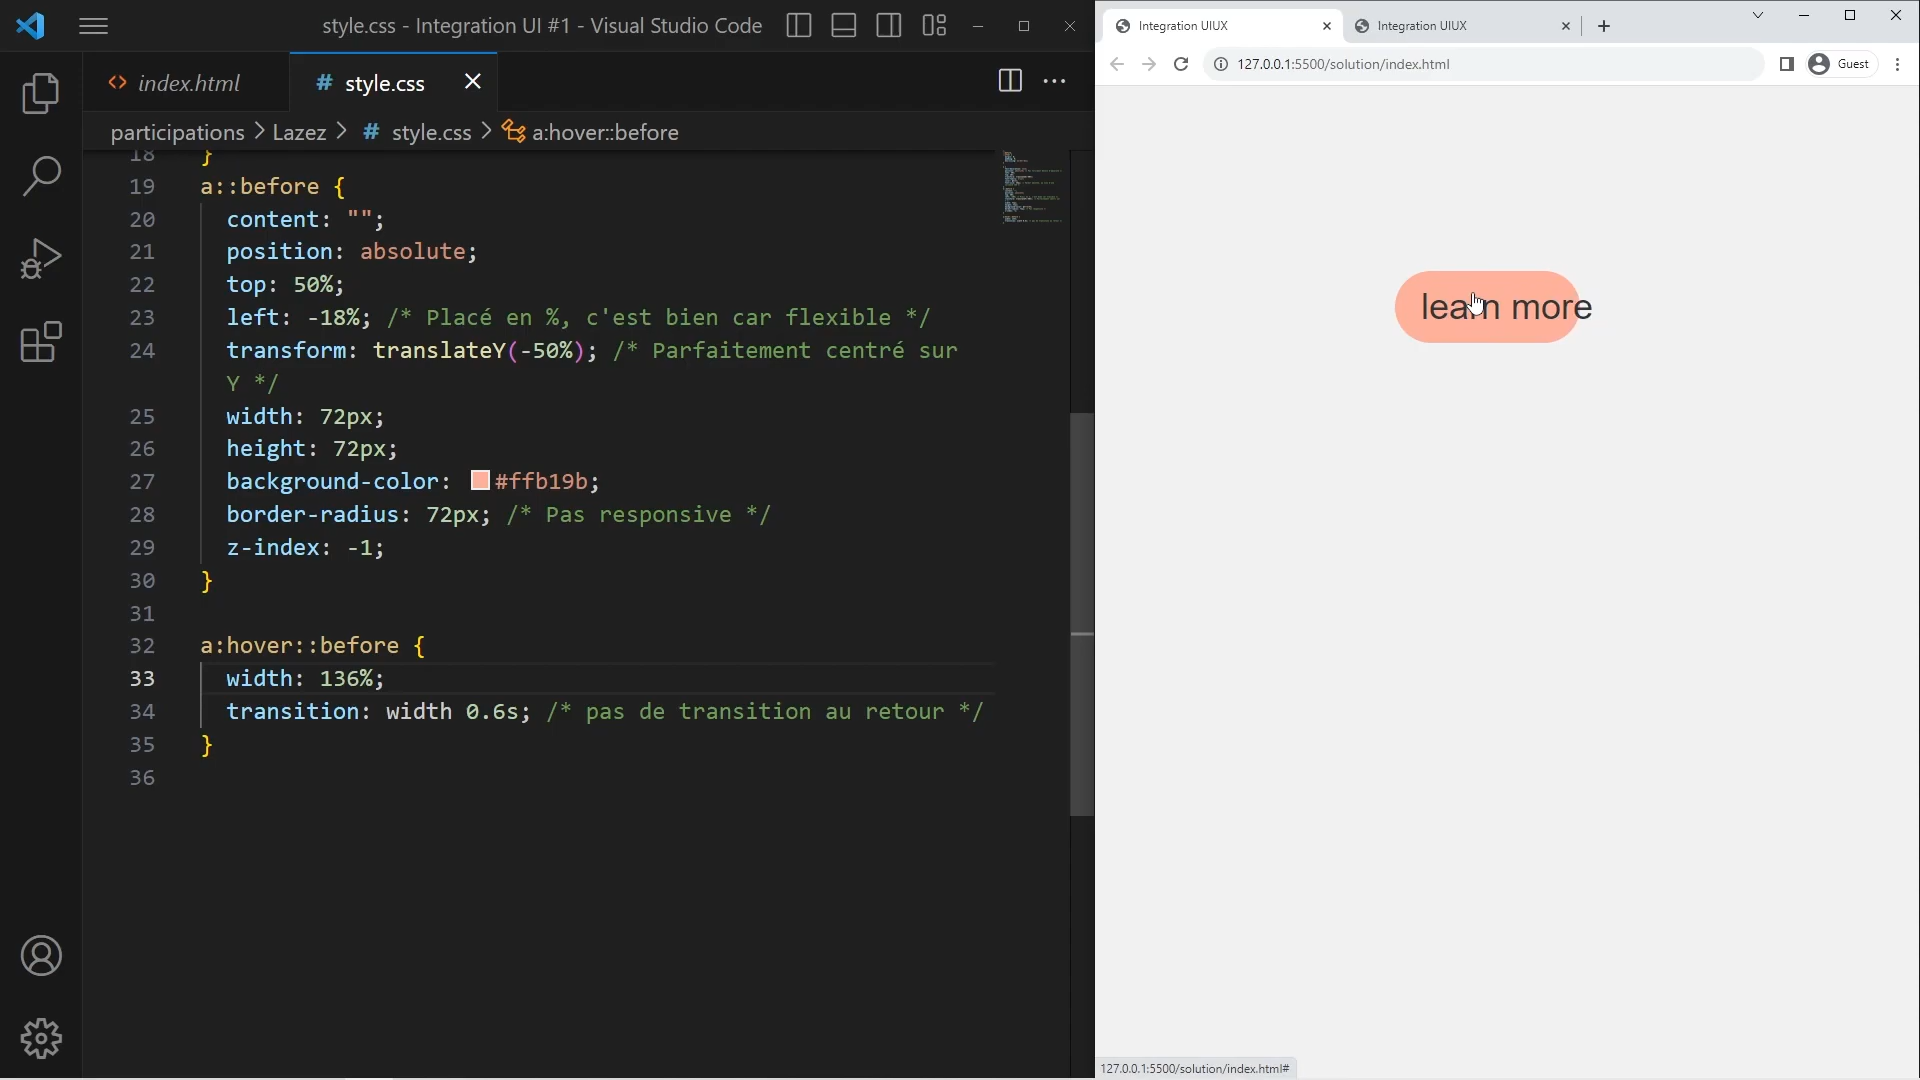 style.css - Integration UI #1 - Visual Studio Code
<> index.html
# style.css
participations > Lazez > # style.css > a:hover::before
18 }
19 a::before {
20 content: "";
21 position: absolute;
22 top: 50%;
23 left: -18%; /* Placé en %, c'est bien car flexible */
24 transform: translateY(-50%); /* Parfaitement centré sur
Y */
25 width: 72px;
26 height: 72px;
27 background-color: #ffb19b;
28 border-radius: 72px; /* Pas responsive */
29 z-index: -1;
30 }
31
32 a:hover::before {
33 width: 136%;
34 transition: width 0.6s; /* pas de transition au retour */
35 }
36
Integration UIUX
Integration UIUX
127.0.0.1:5500/solution/index.html
Guest
learn more
127.0.0.1:5500/solution/index.html#